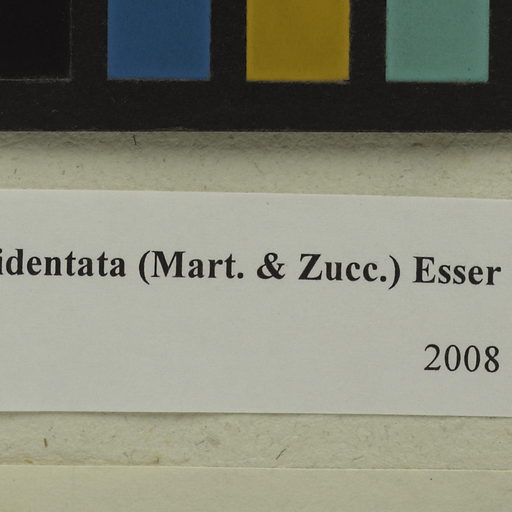 identata (Mart. & Zucc.) Esser
2008